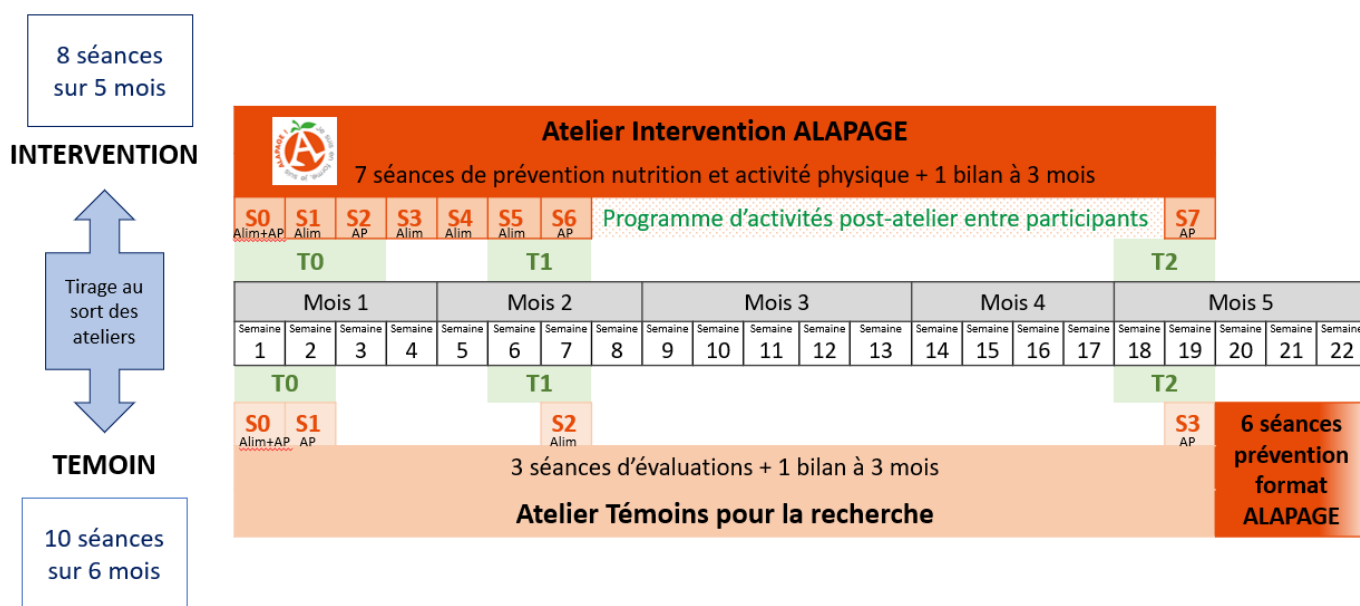 8 séances
sur 5 mois
INTERVENTION
Tirage au
sort des
ateliers
TEMOIN
10 séances
sur 6 mois
Atelier Intervention ALAPAGE
7 séances de prévention nutrition et activité physique + 1 bilan à 3 mois
ALAPAGE !
je suis en forme, je suis
A
S0 S1 S2 S3 S4 S5 S6 Programme d’activités post-atelier entre participants S7
Alim+AP Alim AP Alim Alim Alim AP AP
T0 T1 T2
Mois 1 Mois 2 Mois 3 Mois 4 Mois 5
Semaine Semaine Semaine Semaine Semaine Semaine Semaine Semaine Semaine Semaine Semaine Semaine Semaine Semaine Semaine Semaine Semaine Semaine Semaine Semaine Semaine Semaine
1 2 3 4 5 6 7 8 9 10 11 12 13 14 15 16 17 18 19 20 21 22
T0 T1 T2
S0 S1 S2 S3
Alim+AP AP Alim AP
3 séances d’évaluations + 1 bilan à 3 mois
Atelier Témoins pour la recherche
6 séances
prévention
format
ALAPAGE